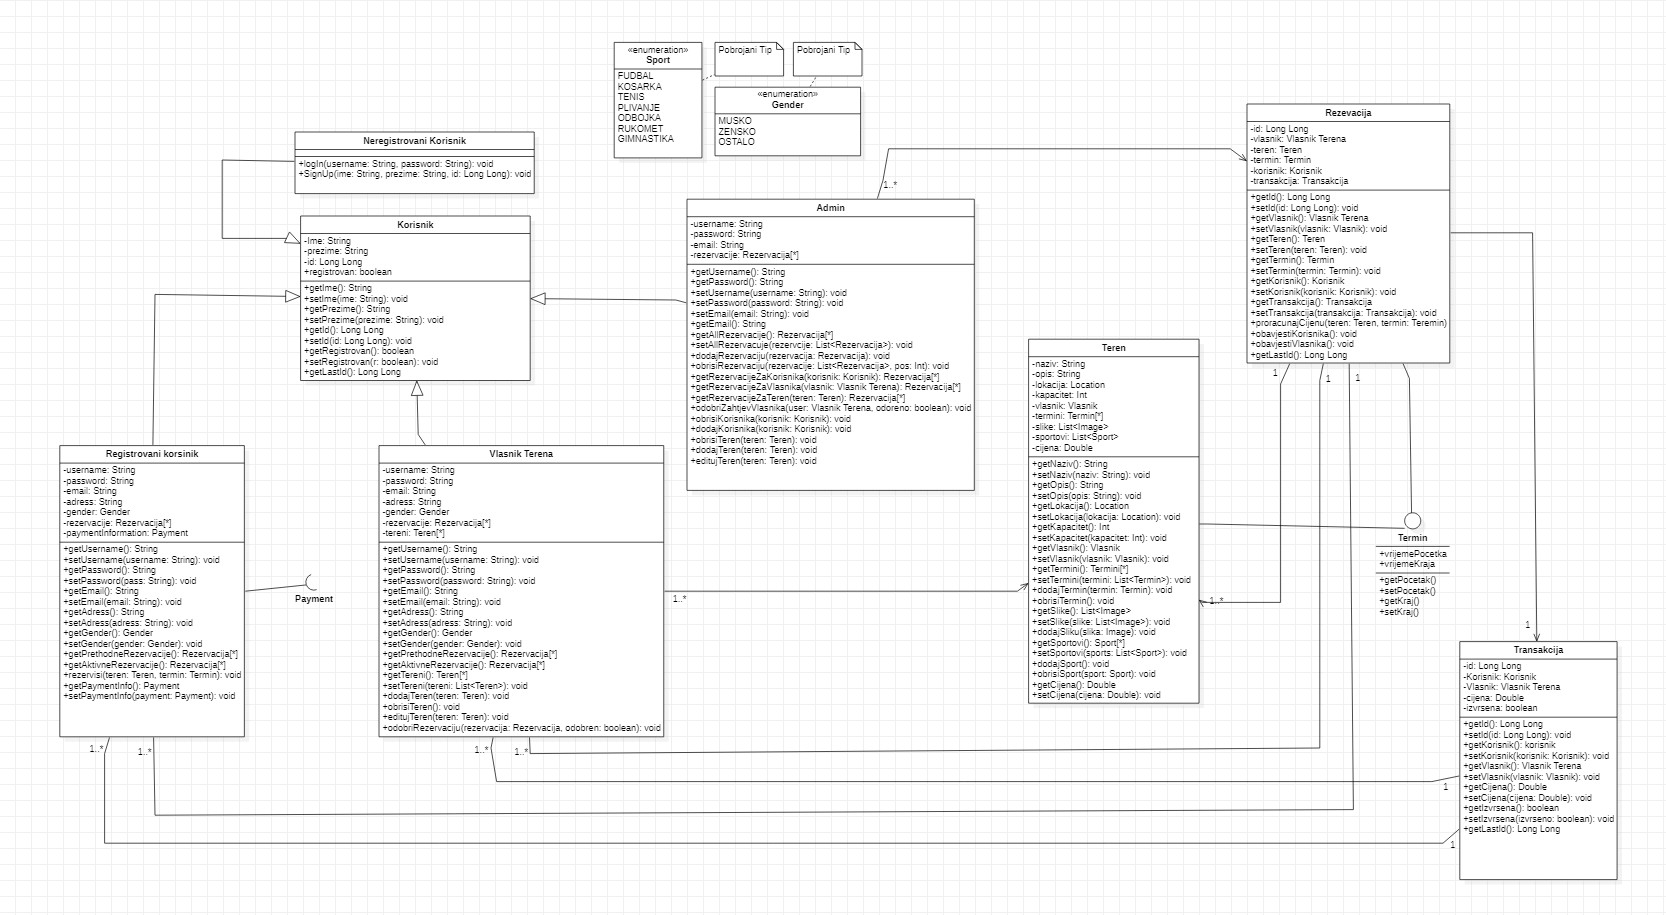 «enumeration»
Sport
FUDBAL
KOSARKA
TENIS
PLIVANJE
ODBOJKA
RUKOMET
GIMNASTIKA
Pobrojani Tip
Pobrojani Tip
«enumeration»
Gender
MUSKO
ZENSKO
OSTALO
Neregistrovani Korisnik
+logIn(username: String, password: String): void
+SignUp(ime: String, prezime: String, id: Long Long): void
Korisnik
-Ime: String
-prezime: String
-id: Long Long
+registrovan: boolean
+getIme(): String
+setIme(ime: String): void
+getPrezime(): String
+setPrezime(prezime: String): void
+getId(): Long Long
+setId(id: Long Long): void
+getRegistrovan(): boolean
+setRegistrovan(r: boolean): void
+getLastId(): Long Long
Admin
-username: String
-password: String
-email: String
-rezervacije: Rezervacija[*]
+getUsername(): String
+getPassword(): String
+setUsername(username: String): void
+setPassword(password: String): void
+setEmail(email: String): void
+getEmail(): String
+getAllRezervacije(): Rezervacija[*]
+setAllRezervacuje(rezervcije: List<Rezervacija>): void
+dodajRezervaciju(rezervacija: Rezervacija): void
+obrisiRezervaciju(rezervacije: List<Rezervacija>, pos: Int): void
+getRezervacijeZaKorisnika(korisnik: Korisnik): Rezervacija[*]
+getRezervacijeZaVlasnika(vlasnik: Vlasnik Terena): Rezervacija[*]
+getRezervacijeZaTeren(teren: Teren): Rezervacija[*]
+odobriZahtjevVlasnika(user: Vlasnik Terena, odoreno: boolean): void
+obrisiKorisnika(korisnik: Korisnik): void
+dodajKorisnika(korisnik: Korisnik): void
+obrisiTeren(teren: Teren): void
+dodajTeren(teren: Teren): void
+editujTeren(teren: Teren): void
1..*
Rezevacija
-id: Long Long
-vlasnik: Vlasnik Terena
-teren: Teren
-termin: Termin
-korisnik: Korisnik
-transakcija: Transakcija
+getId(): Long Long
+setId(id: Long Long): void
+getVlasnik(): Vlasnik Terena
+setVlasnik(vlasnik: Vlasnik): void
+getTeren(): Teren
+setTeren(teren: Teren): void
+getTermin(): Termin
+setTermin(termin: Termin): void
+getKorisnik(): Korisnik
+setKorisnik(korisnik: Korisnik): void
+getTransakcija(): Transakcija
+setTransakcija(transakcija: Transakcija): void
+proracunajCijenu(teren: Teren, termin: Teremin)
+obavjestiKorisnika(): void
+obavjestiVlasnika(): void
+getLastId(): Long Long
1
1
1
Teren
-naziv: String
-opis: String
-lokacija: Location
-kapacitet: Int
-vlasnik: Vlasnik
-termini: Termin[*]
-slike: List<Image>
-sportovi: List<Sport>
-cijena: Double
+getNaziv(): String
+setNaziv(naziv: String): void
+getOpis(): String
+setOpis(opis: String): void
+getLokacija(): Location
+setLokacija(lokacija: Location): void
+getKapacitet(): Int
+setKapacitet(kapacitet: Int): void
+getVlasnik(): Vlasnik
+setVlasnik(vlasnik: Vlasnik): void
+getTermini(): Termini[*]
+setTermini(termini: List<Termin>): void
+dodajTermin(termin: Termin): void
+obrisiTermin(): void
+getSlike(): List<Image>
+setSlike(slike: List<Image>): void
+dodajSliku(slika: Image): void
+getSportovi(): Sport[*]
+setSportovi(sports: List<Sport>): void
+dodajSport(): void
+obrisiSport(sport: Sport): void
+getCijena(): Double
+setCijena(cijena: Double): void
1..*
Termin
+vrijemePocetka
+vrijemeKraja
+getPocetak()
+setPocetak()
+getKraj()
+setKraj()
Registrovani korsinik
-username: String
-password: String
-email: String
-adress: String
-gender: Gender
-rezervacije: Rezervacija[*]
-paymentInformation: Payment
+getUsername(): String
+setUsername(username: String): void
+getPassword(): String
+setPassword(pass: String): void
+getEmail(): String
+setEmail(email: String): void
+getAdress(): String
+setAdress(adress: String): void
+getGender(): Gender
+setGender(gender: Gender): void
+getPrethodneRezervacije(): Rezervacija[*]
+getAktivneRezervacije(): Rezervacija[*]
+rezervisi(teren: Teren, termin: Termin): void
+getPaymentInfo(): Payment
+setPaymentInfo(payment: Payment): void
1..*
1..*
Payment
Vlasnik Terena
-username: String
-password: String
-email: String
-adress: String
-gender: Gender
-rezervacije: Rezervacija[*]
-tereni: Teren[*]
+getUsername(): String
+setUsername(username: String): void
+getPassword(): String
+setPassword(password: String): void
+getEmail(): String
+setEmail(email: String): void
+getAdress(): String
+setAdress(adress: String): void
+getGender(): Gender
+setGender(gender: Gender): void
+getPrethodneRezervacije(): Rezervacija[*]
+getAktivneRezervacije(): Rezervacija[*]
+getTereni(): Teren[*]
+setTereni(tereni: List<Teren>): void
+dodajTeren(teren: Teren): void
+obrisiTeren(): void
+editujTeren(teren: Teren): void
+odobriRezervaciju(rezervacija: Rezervacija, odobren: boolean): void
1..*
1..*
1..*
1
Transakcija
-id: Long Long
-Korisnik: Korisnik
-Vlasnik: Vlasnik Terena
-cijena: Double
-izvrsena: boolean
+getId(): Long Long
+setId(id: Long Long): void
+getKorisnik(): korisnik
+setKorisnik(korisnik: Korisnik): void
+getVlasnik(): Vlasnik Terena
+setVlasnik(vlasnik: Vlasnik): void
+getCijena(): Double
+setCijena(cijena: Double): void
+getIzvrsena(): boolean
+setIzvrsena(izvrseno: boolean): void
+getLastId(): Long Long
1
1